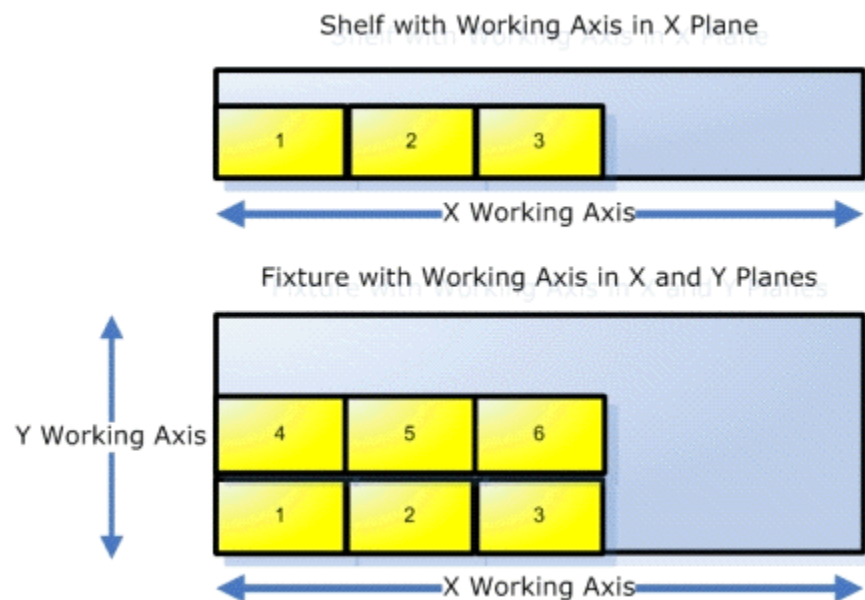 Shelf with Working Axis in X Plane
1 2 3
X Working Axis
Fixture with Working Axis in X and Y Planes
4 5 6
Y Working Axis
1 2 3
X Working Axis